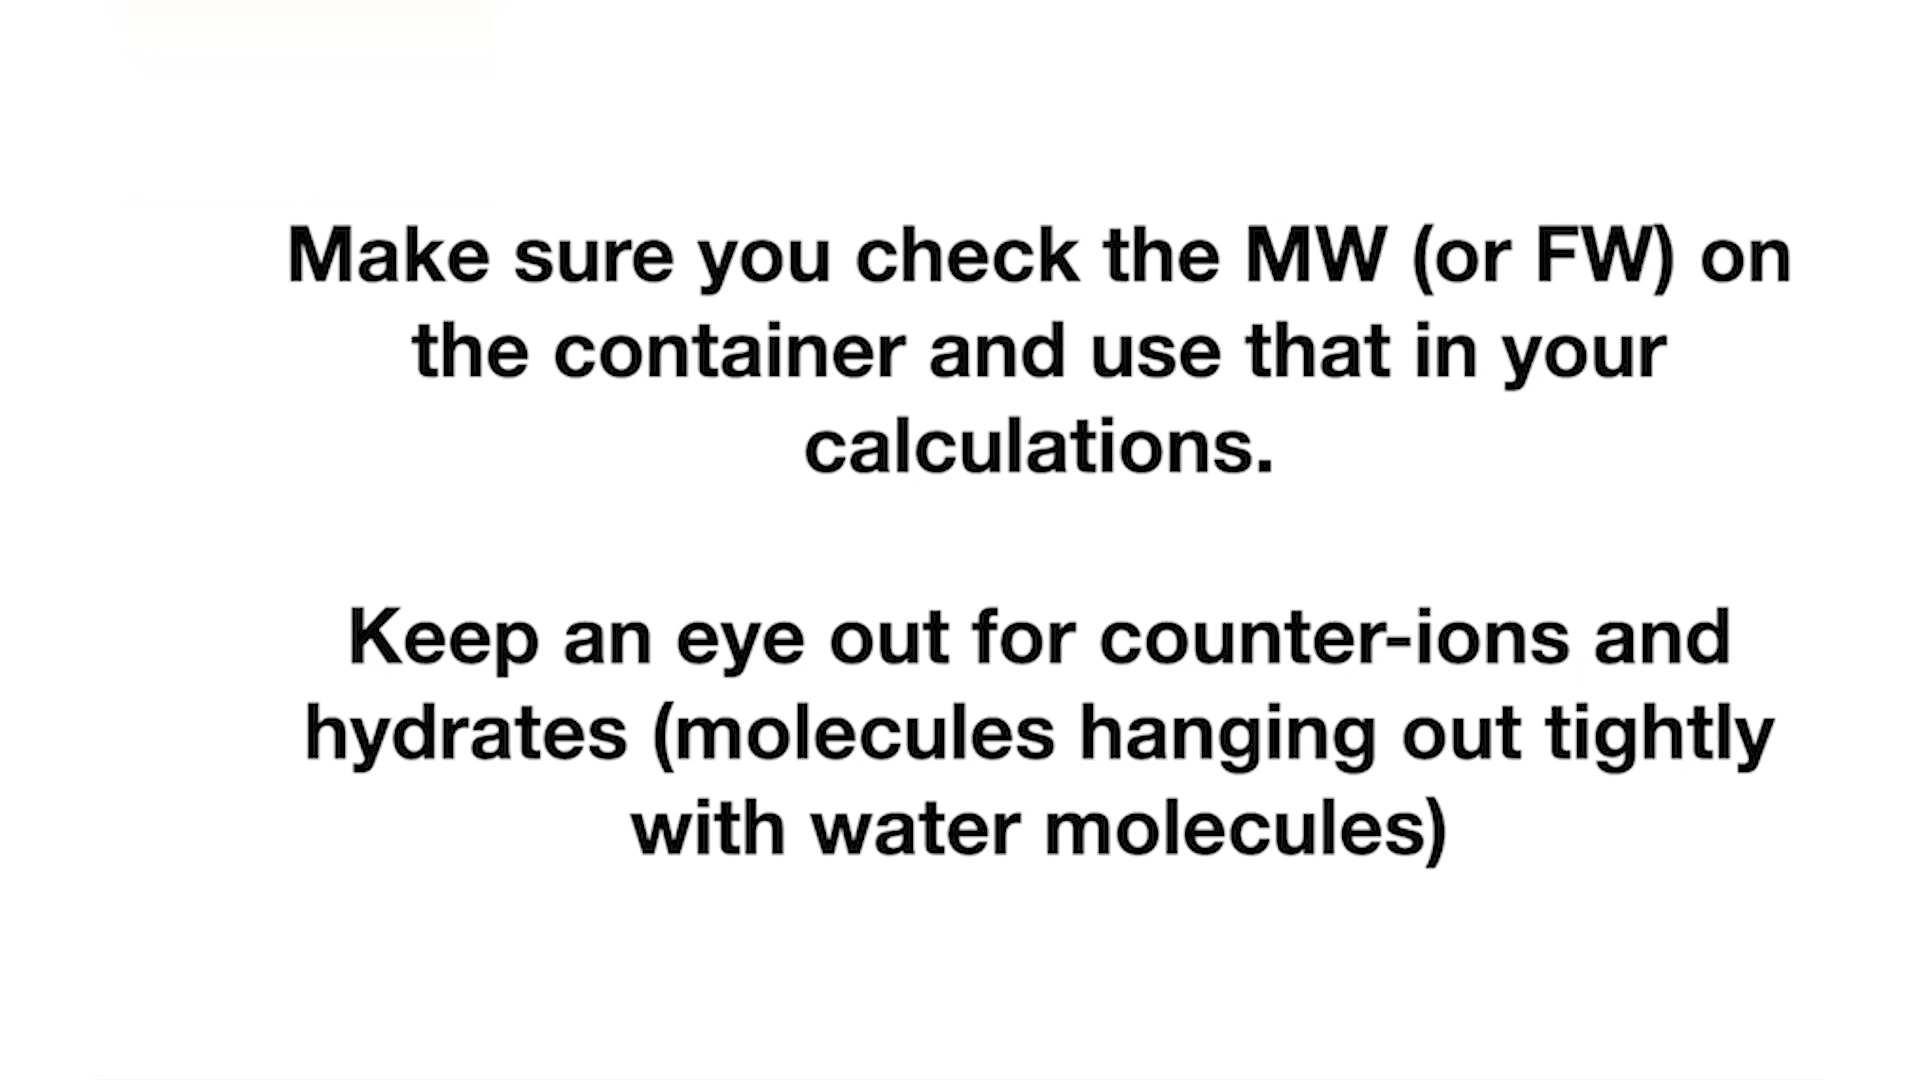 Make sure you check the MW (or FW) on
the container and use that in your
calculations.
Keep an eye out for counter-ions and
hydrates (molecules hanging out tightly
with water molecules)